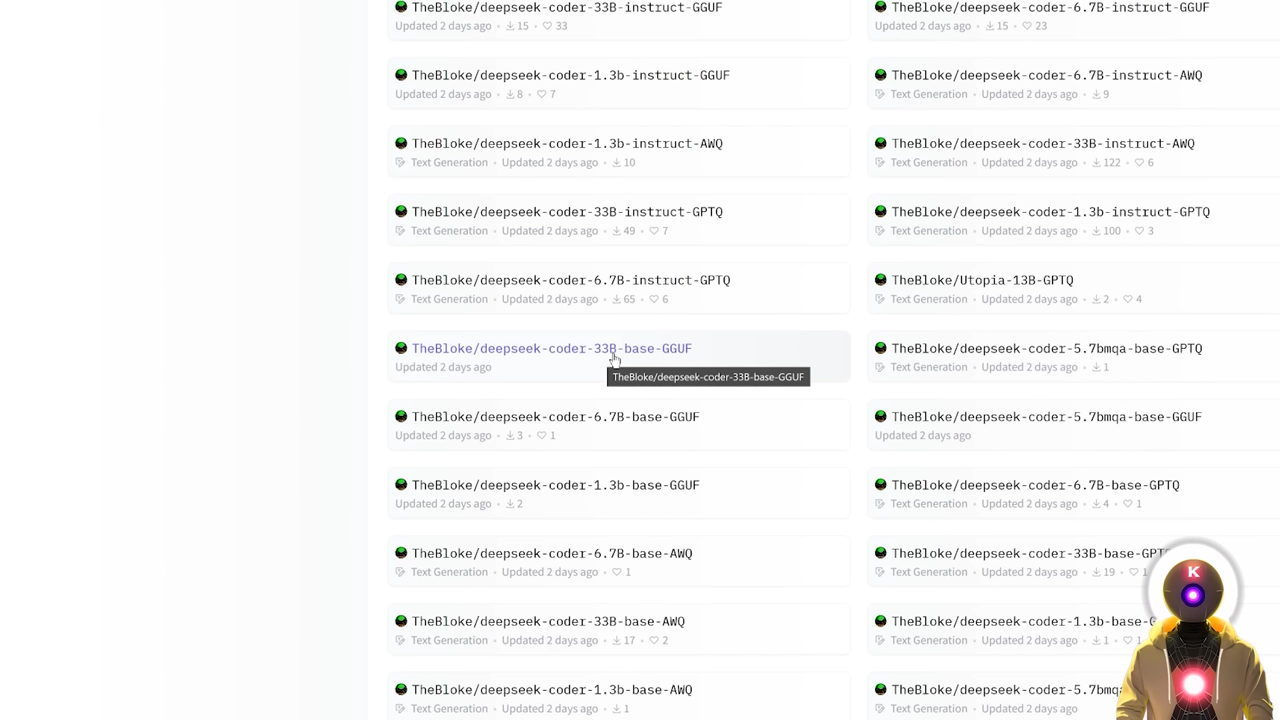 TheBloke/deepseek-coder-33B-instruct-GGUF
Updated 2 days ago • 15 • 33
TheBloke/deepseek-coder-6.7B-instruct-GGUF
Updated 2 days ago • 15 • 23
TheBloke/deepseek-coder-1.3b-instruct-GGUF
Updated 2 days ago • 8 • 7
TheBloke/deepseek-coder-6.7B-instruct-AWQ
Text Generation • Updated 2 days ago • 9
TheBloke/deepseek-coder-1.3b-instruct-AWQ
Text Generation • Updated 2 days ago • 10
TheBloke/deepseek-coder-33B-instruct-AWQ
Text Generation • Updated 2 days ago • 122 • 6
TheBloke/deepseek-coder-33B-instruct-GPTQ
Text Generation • Updated 2 days ago • 49 • 7
TheBloke/deepseek-coder-1.3b-instruct-GPTQ
Text Generation • Updated 2 days ago • 100 • 3
TheBloke/deepseek-coder-6.7B-instruct-GPTQ
Text Generation • Updated 2 days ago • 65 • 6
TheBloke/Utopia-13B-GPTQ
Text Generation • Updated 2 days ago • 2 • 4
TheBloke/deepseek-coder-33B-base-GGUF
Updated 2 days ago
TheBloke/deepseek-coder-33B-base-GGUF
TheBloke/deepseek-coder-5.7bmqa-base-GPTQ
Text Generation • Updated 2 days ago • 1
TheBloke/deepseek-coder-6.7B-base-GGUF
Updated 2 days ago • 3 • 1
TheBloke/deepseek-coder-5.7bmqa-base-GGUF
Updated 2 days ago
TheBloke/deepseek-coder-1.3b-base-GGUF
Updated 2 days ago • 2
TheBloke/deepseek-coder-6.7B-base-GPTQ
Text Generation • Updated 2 days ago • 4 • 1
TheBloke/deepseek-coder-6.7B-base-AWQ
Text Generation • Updated 2 days ago • 1
TheBloke/deepseek-coder-33B-base-GPT
Text Generation • Updated 2 days ago • 19 • 1
TheBloke/deepseek-coder-33B-base-AWQ
Text Generation • Updated 2 days ago • 17 • 2
TheBloke/deepseek-coder-1.3b-base-G
Text Generation • Updated 2 days ago • 1 • 1
TheBloke/deepseek-coder-1.3b-base-AWQ
Text Generation • Updated 2 days ago • 1
TheBloke/deepseek-coder-5.7bmq
Text Generation • Updated 2 days ago
K